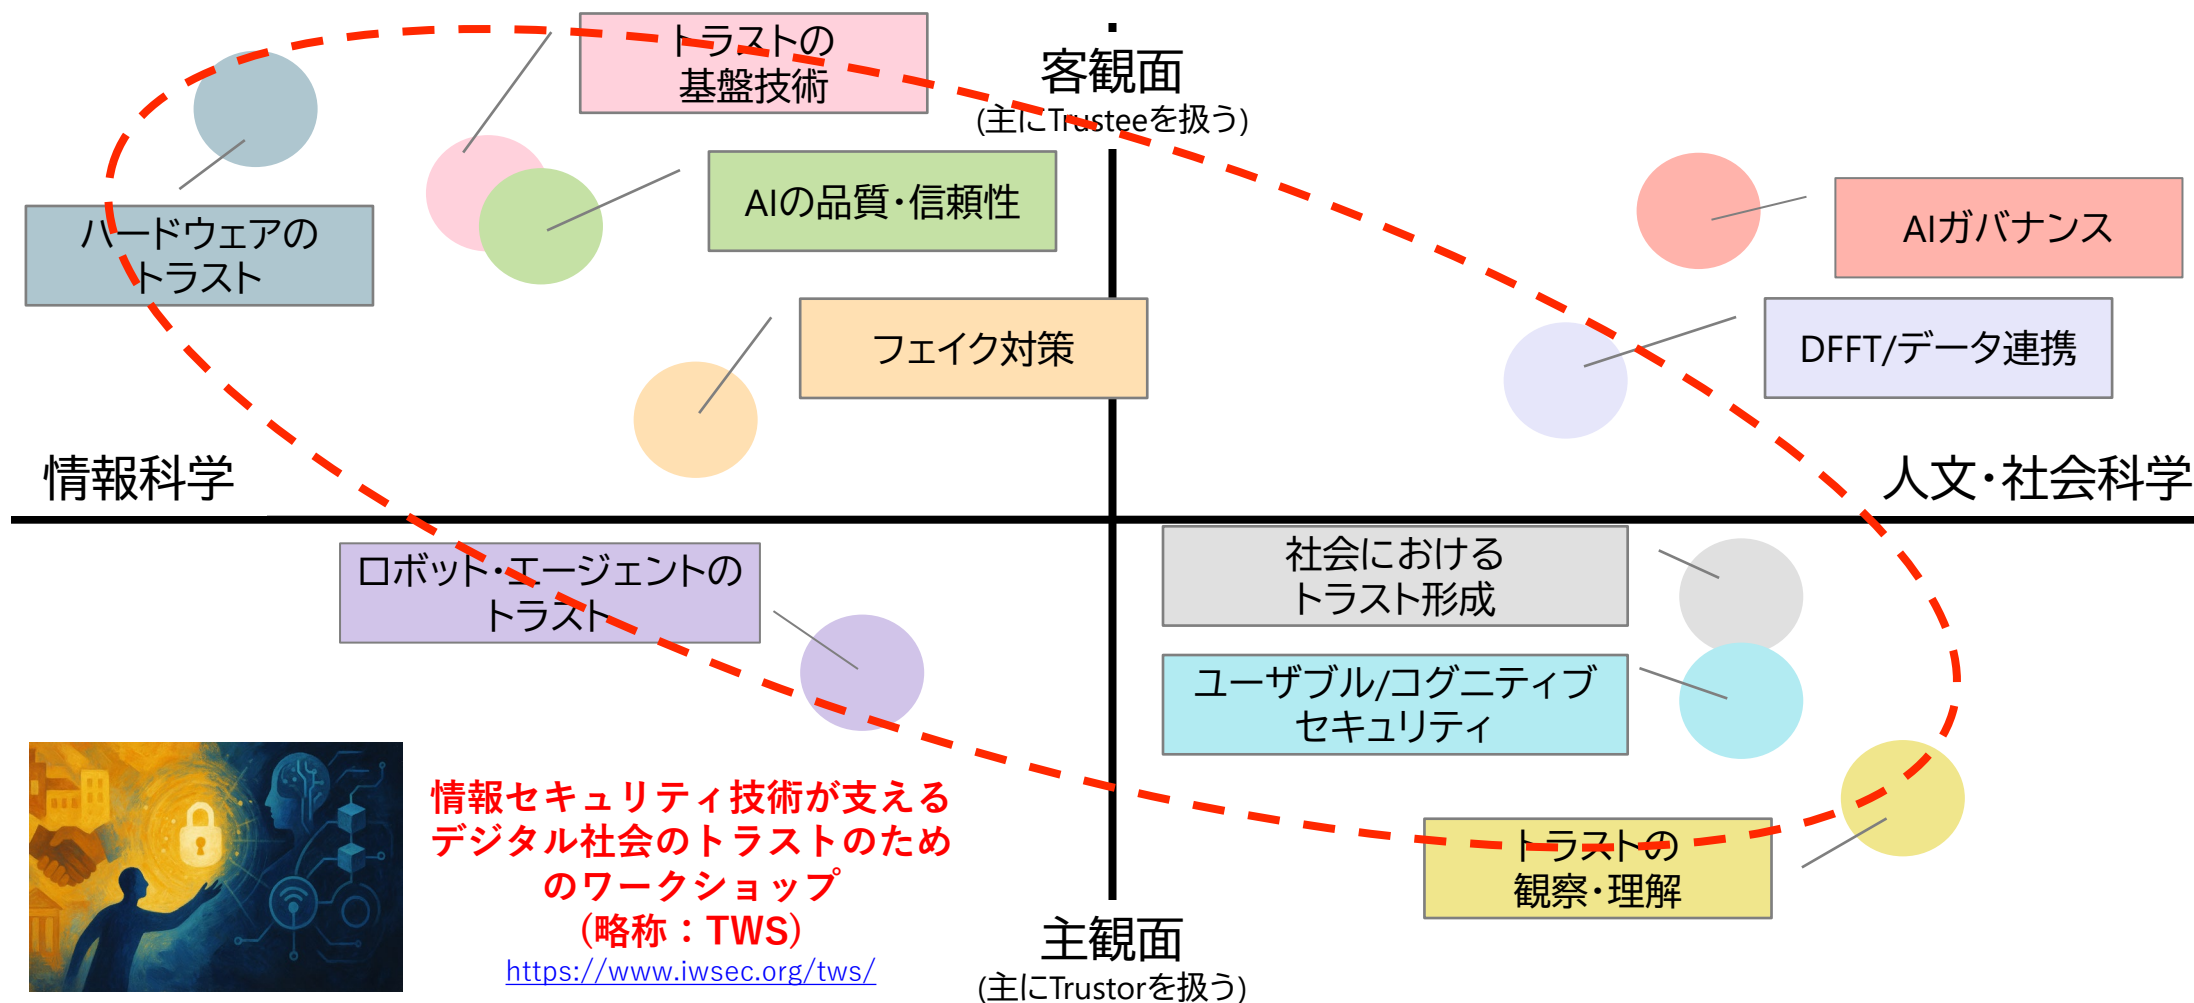 トラストの
基盤技術
客観面
(主にTrusteeを扱う)
AIの品質・信頼性
AIガバナンス
ハードウェアの
トラスト
フェイク対策
DFFT/データ連携
情報科学
人文・社会科学
ロボット・エージェントの
トラスト
社会における
トラスト形成
ユーザブル/コグニティブ
セキュリティ
情報セキュリティ技術が支える
デジタル社会のトラストのため
のワークショップ
(略称：TWS)
https://www.iwsec.org/tws/
トラストの
観察・理解
主観面
(主にTrustorを扱う)